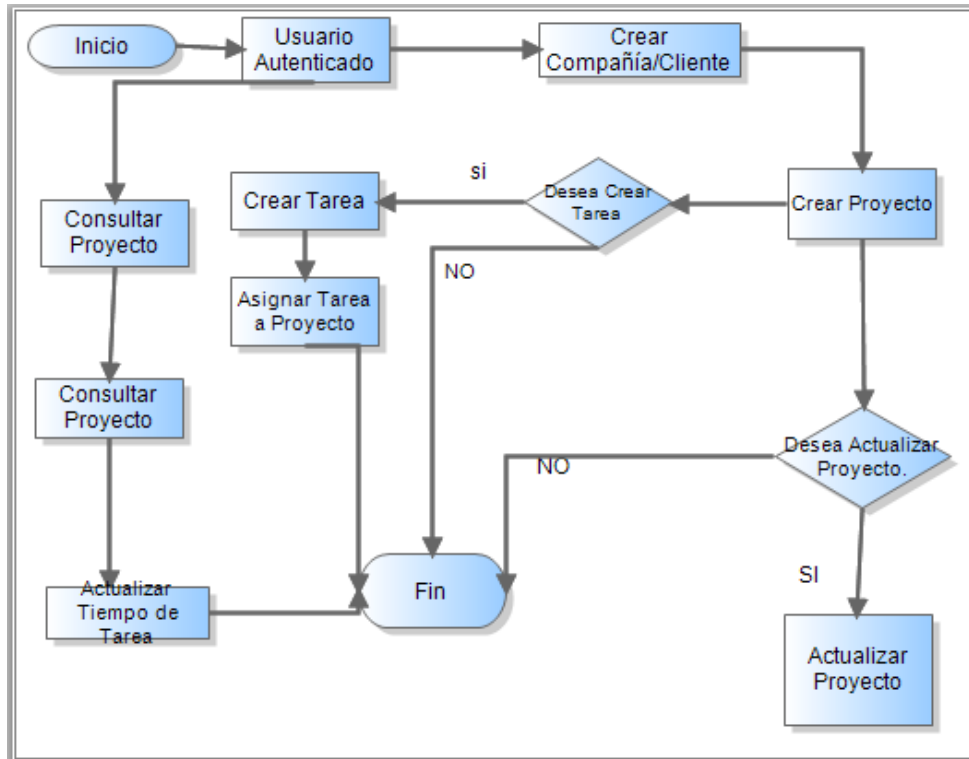 Inicio
Usuario
Autenticado
Crear
Compañía/Cliente
si
Desea Crear
Tarea
Crear Tarea
Crear Proyecto
Consultar
Proyecto
NO
Asignar Tarea
a Proyecto
Consultar
Proyecto
Desea Actualizar
Proyecto.
NO
Actualizar
Tiempo de
Tarea
Fin
SI
Actualizar
Proyecto